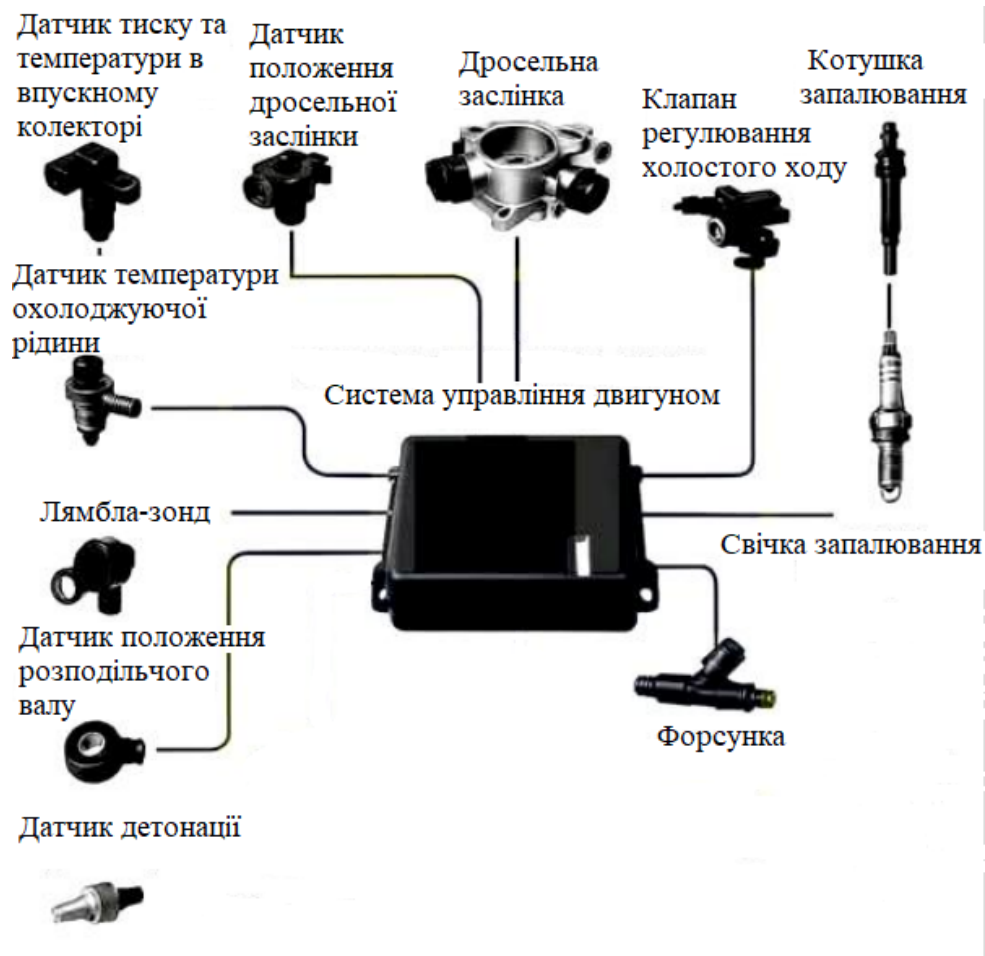 Датчик тиску та
температури в
впускному
колекторі
Датчик
положення
дросельної
заслінки
Дросельна
заслінка
Клапан
регулювання
холостого ходу
Котушка
запалювання
Датчик температури
охолоджуючої
рідини
Система управління двигуном
Лямбла-зонд
Свічка запалювання
Датчик положення
розподільчого
валу
Форсунка
Датчик детонації